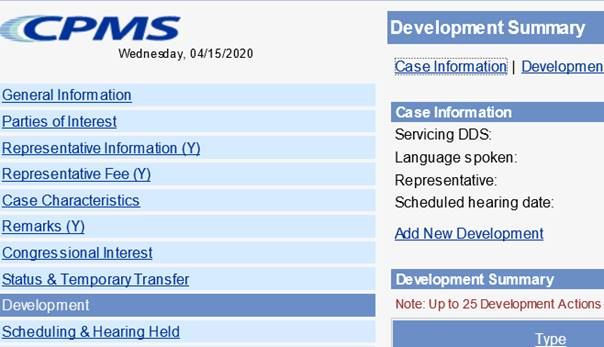 CPMS
Wednesday, 04/15/2020
General Information
Parties of Interest
Representative Information (Y)
Representative Fee (Y)
Case Characteristics
Remarks (Y)
Congressional Interest
Status & Temporary Transfer
Development
Scheduling & Hearing Held
Development Summary
Case Information | Developmen
Case Information
Servicing DDS:
Language spoken:
Representative:
Scheduled hearing date:
Add New Development
Development Summary
Note: Up to 25 Development Actions
Type